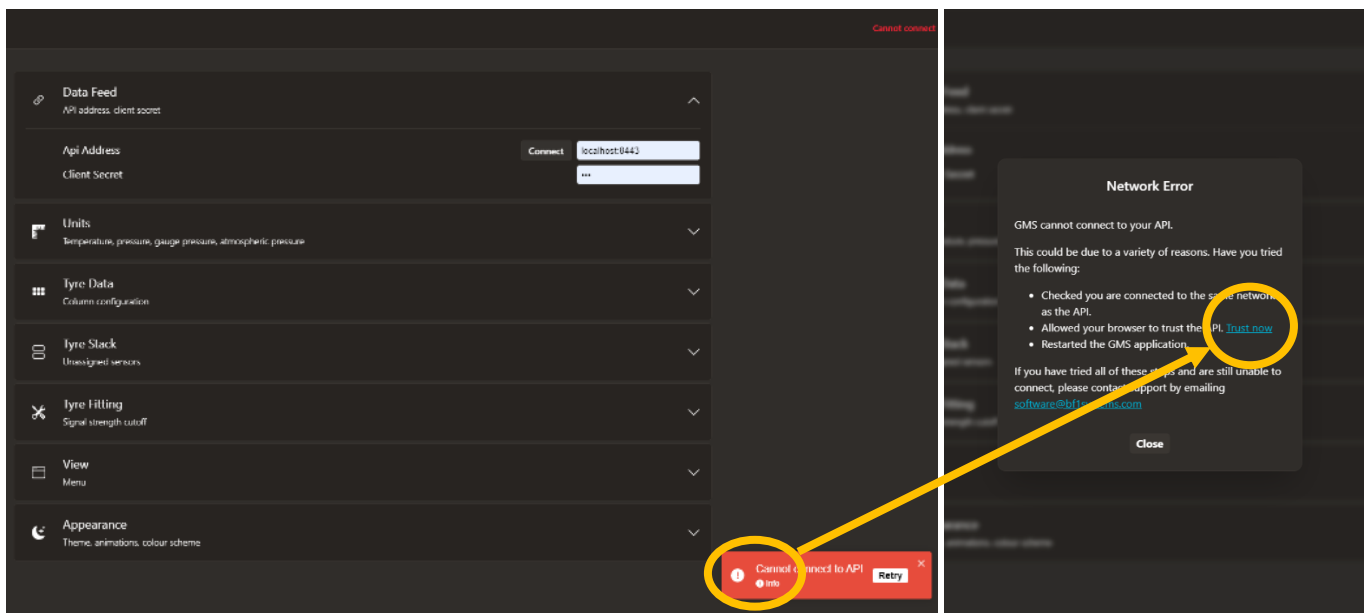 Cannot connect
Data Feed
API address, client secret
Api Address
Connect
localhost:8443
Client Secret
•••
Units
Temperature, pressure, gauge pressure, atmospheric pressure
Tyre Data
Column configuration
Tyre Stack
Unassigned sensors
Tyre Fitting
Signal strength cutoff
View
Menu
Appearance
Theme, animations, colour scheme
Cannot connect to API
Info
Retry
Network Error
GMS cannot connect to your API.
This could be due to a variety of reasons. Have you tried
the following:
• Checked you are connected to the same network
as the API.
• Allowed your browser to trust the API. Trust now
• Restarted the GMS application.
If you have tried all of these steps and are still unable to
connect, please contact support by emailing
software@bf1systems.com
Close